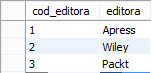 cod_editora editora
1 Apress
2 Wiley
3 Packt